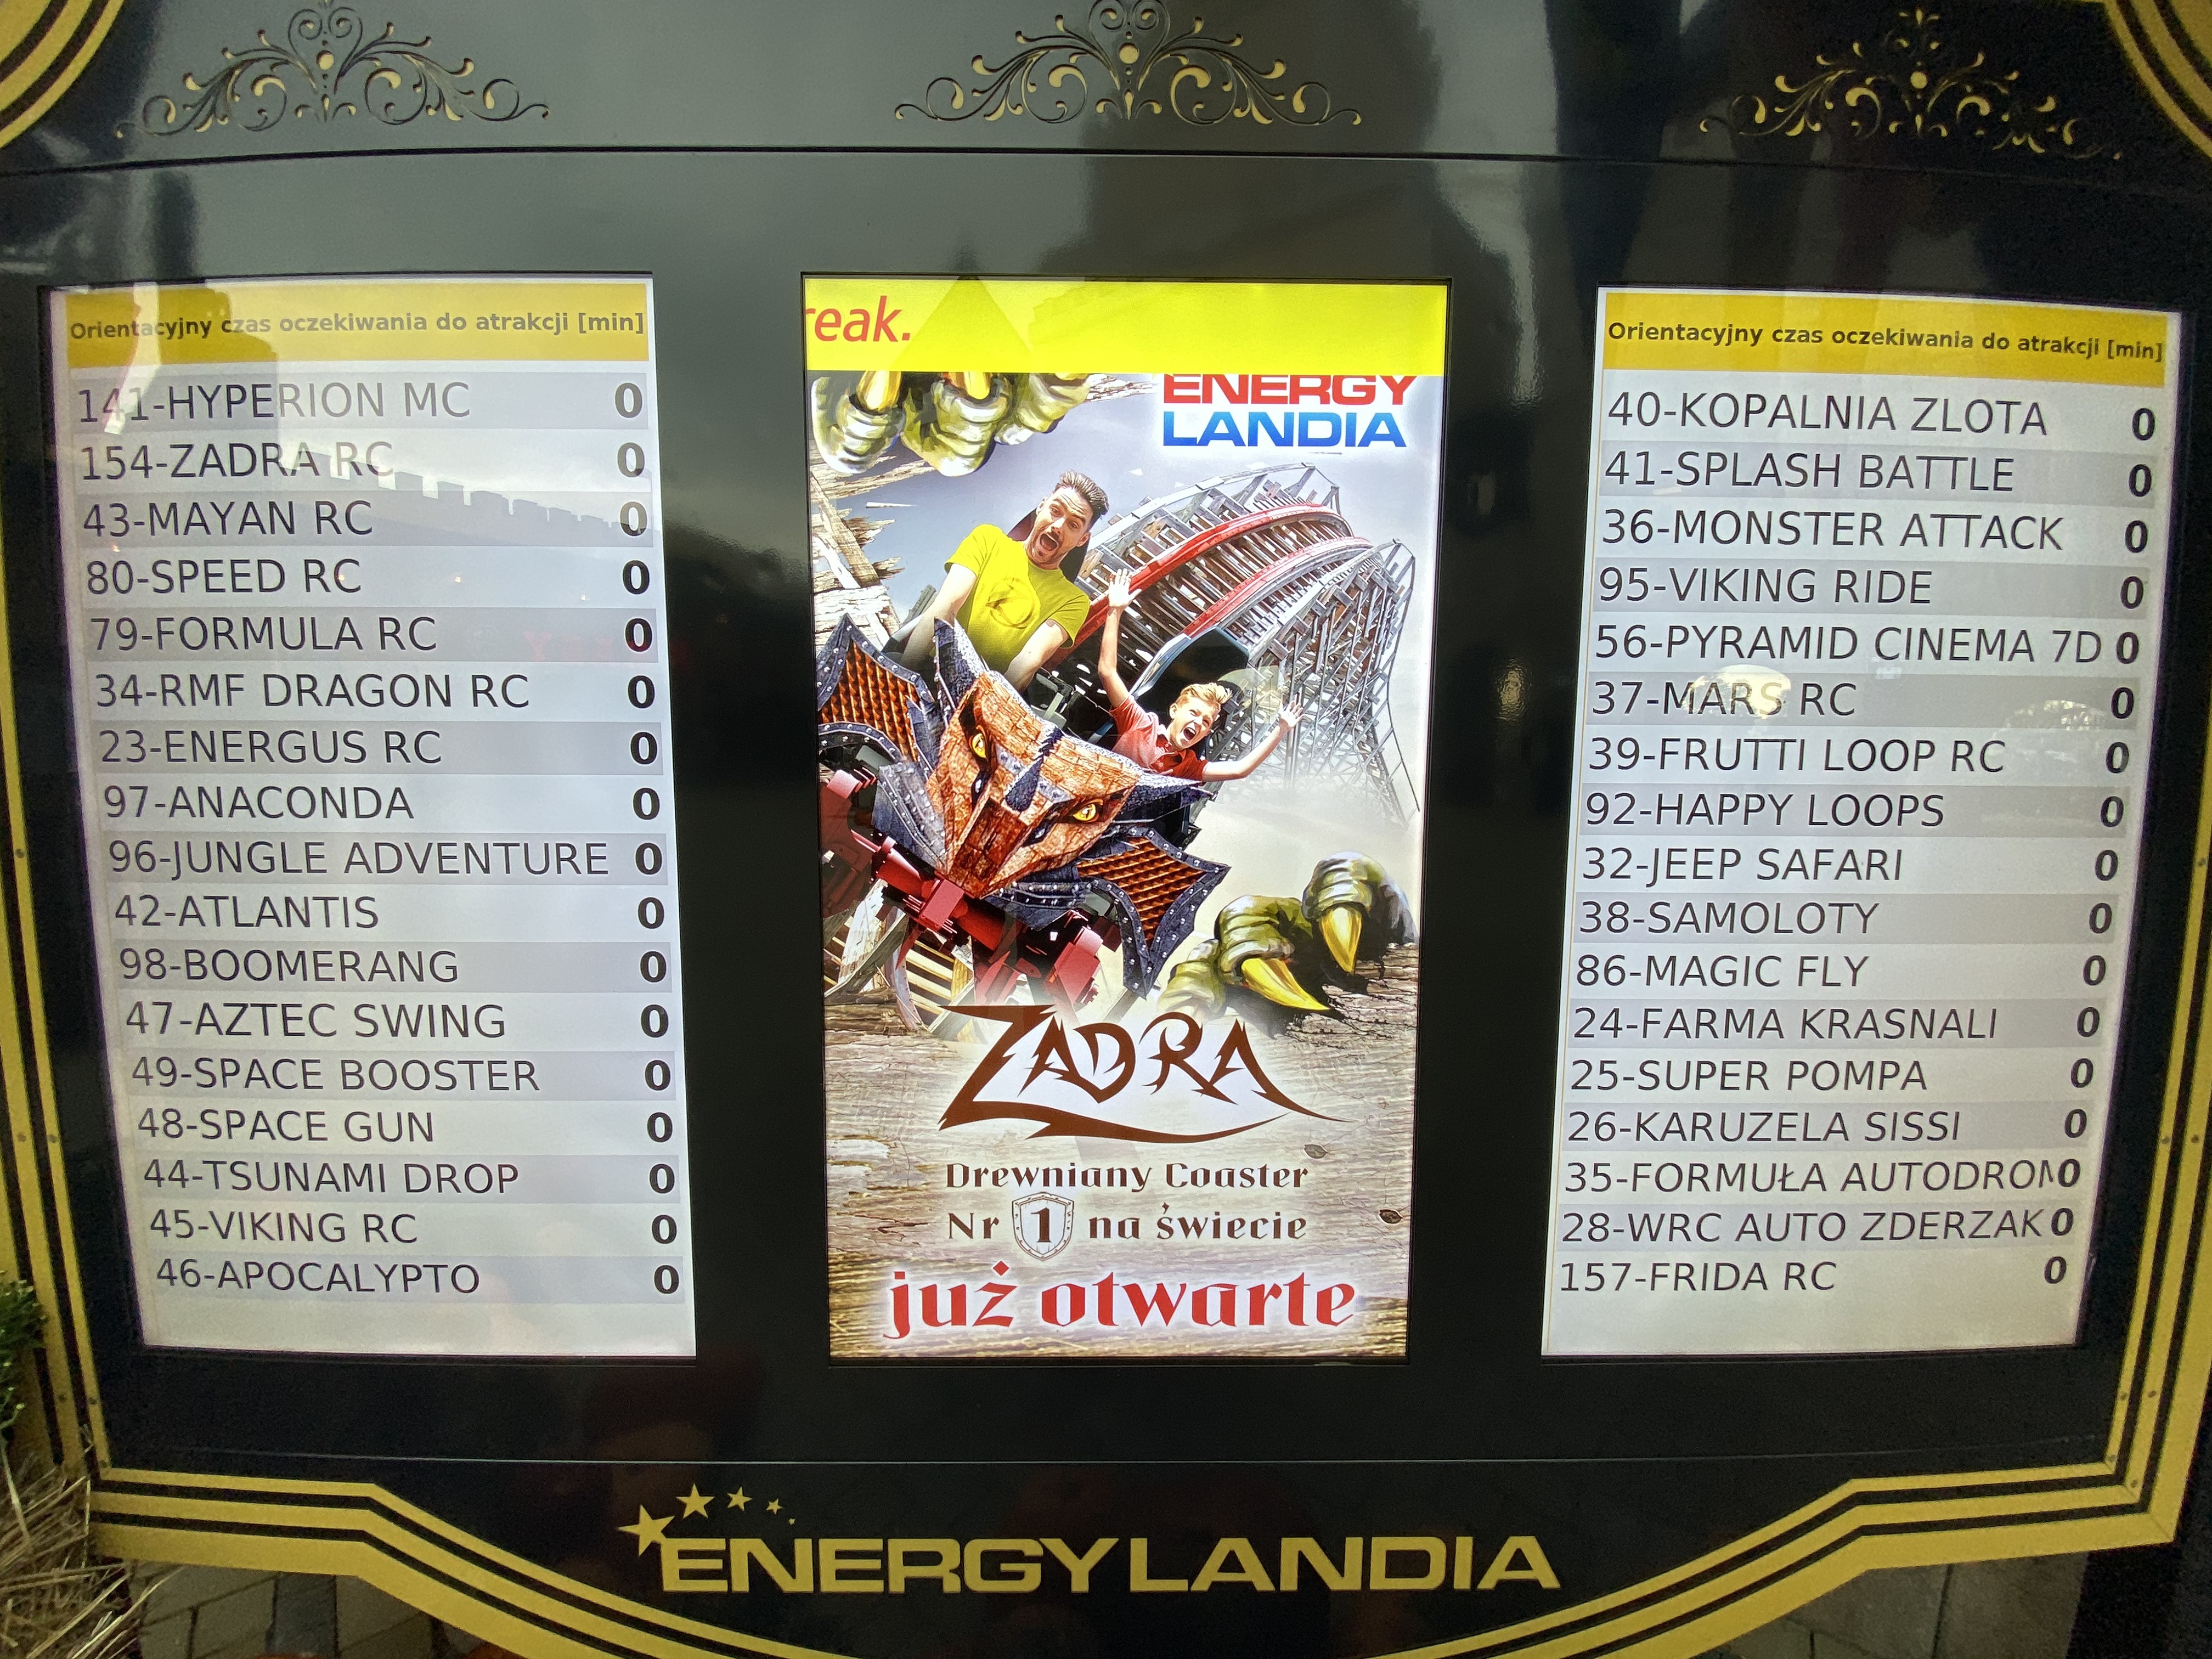 Orientacyjny czas oczekiwania do atrakcji [min]
141-HYPERION MC 0
154-ZADRA RC 0
43-MAYAN RC 0
80-SPEED RC 0
79-FORMULA RC 0
34-RMF DRAGON RC 0
23-ENERGUS RC 0
97-ANACONDA 0
96-JUNGLE ADVENTURE 0
42-ATLANTIS 0
98-BOOMERANG 0
47-AZTEC SWING 0
49-SPACE BOOSTER 0
48-SPACE GUN 0
44-TSUNAMI DROP 0
45-VIKING RC 0
46-APOCALYPTO 0
reak.
ENERGY
LANDIA
ZADRA
Drewniany Coaster
Nr 1 na świecie
już otwarte
Orientacyjny czas oczekiwania do atrakcji [min]
40-KOPALNIA ZLOTA 0
41-SPLASH BATTLE 0
36-MONSTER ATTACK 0
95-VIKING RIDE 0
56-PYRAMID CINEMA 7D 0
37-MARS RC 0
39-FRUTTI LOOP RC 0
92-HAPPY LOOPS 0
32-JEEP SAFARI 0
38-SAMOLOTY 0
86-MAGIC FLY 0
24-FARMA KRASNALI 0
25-SUPER POMPA 0
26-KARUZELA SISSI 0
35-FORMUŁA AUTODROM 0
28-WRC AUTO ZDERZAK 0
157-FRIDA RC 0
ENERGYLANDIA